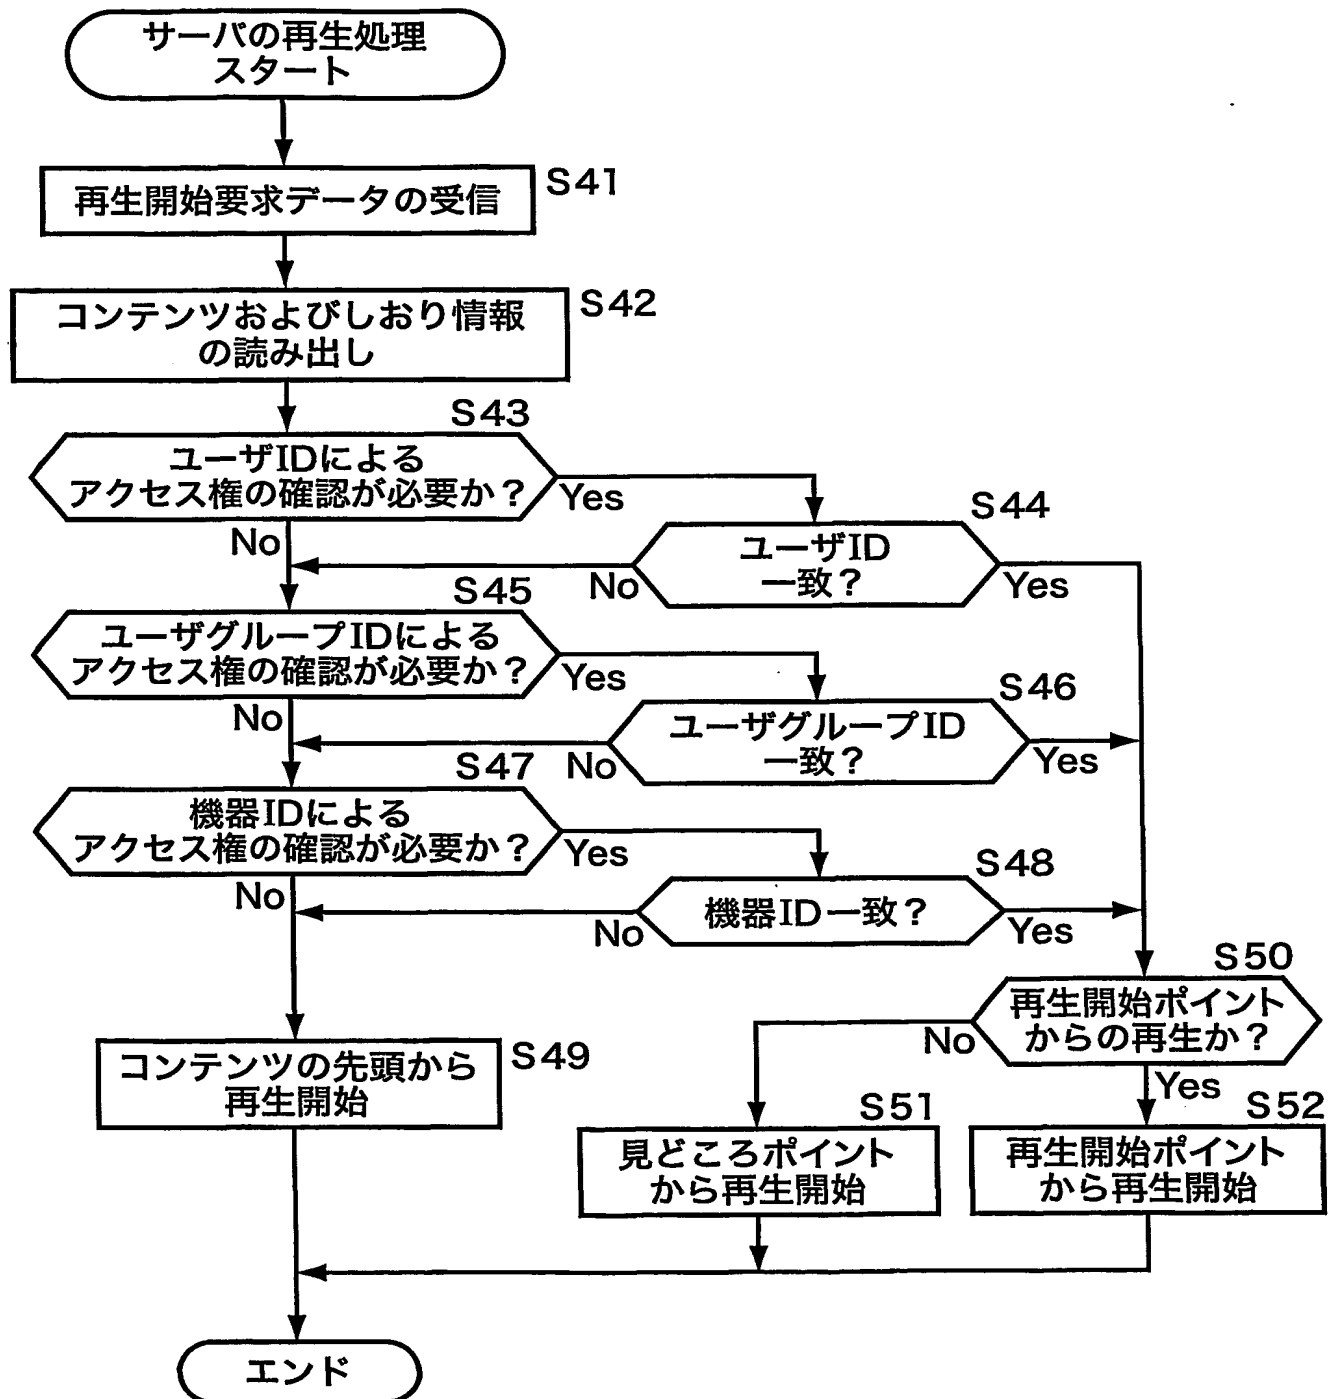 サーバの再生処理
スタート
再生開始要求データの受信
S41
コンテンツおよびしおり情報
の読み出し
S42
S43
ユーザIDによる
アクセス権の確認が必要か?
Yes
No
S44
ユーザID
一致?
No
Yes
S45
ユーザグループIDによる
アクセス権の確認が必要か?
Yes
No
S46
ユーザグループID
一致?
No
Yes
S47
機器IDによる
アクセス権の確認が必要か?
Yes
No
S48
機器ID一致?
No
Yes
S50
再生開始ポイント
からの再生か?
No
Yes
コンテンツの先頭から
再生開始
S49
S51
見どころポイント
から再生開始
S52
再生開始ポイント
から再生開始
エンド